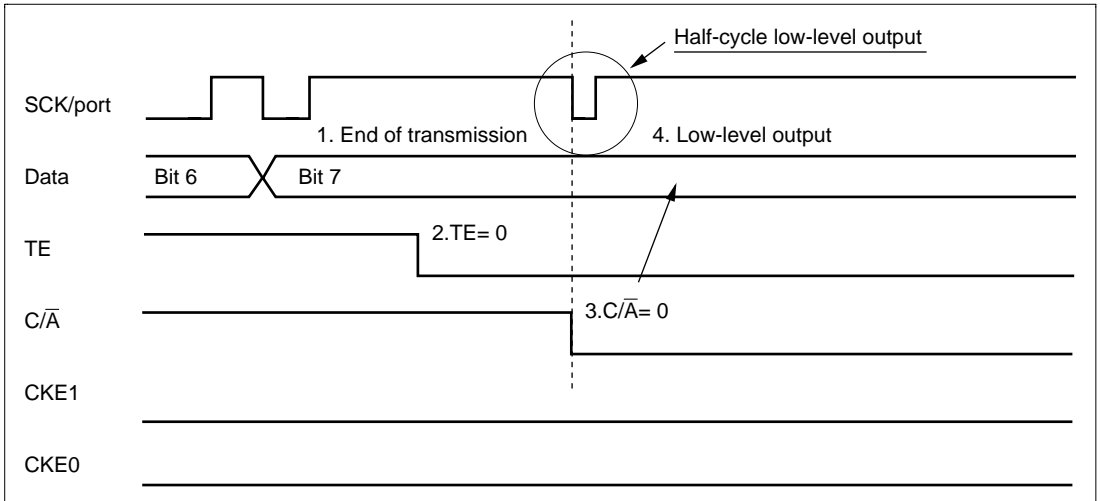 Half-cycle low-level output
SCK/port
1. End of transmission
4. Low-level output
Data
Bit 6
Bit 7
TE
2.TE= 0
C/A̅
3.C/A̅= 0
CKE1
CKE0